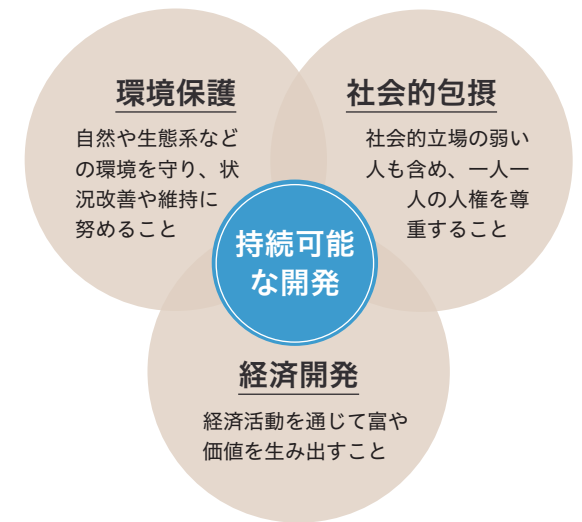 環境保護
自然や生態系など
の環境を守り、状
況改善や維持に
努めること
社会的包摂
社会的立場の弱い
人も含め、一人一
人の人権を尊
重すること
持続可能
な開発
経済開発
経済活動を通じて富や
価値を生み出すこと